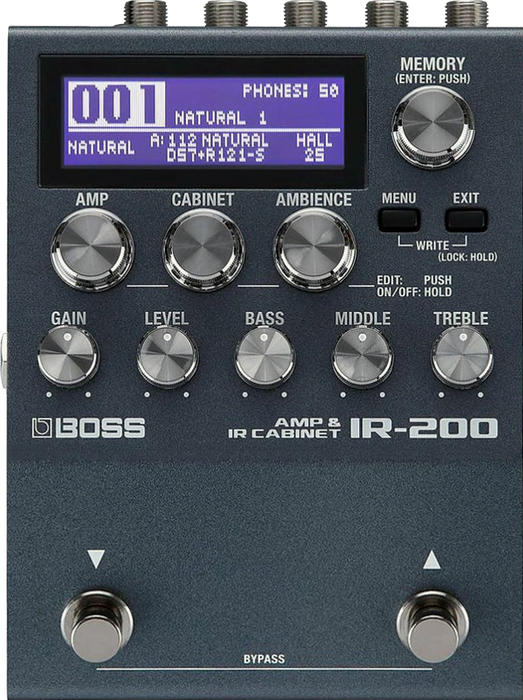 001
PHONES: 50
NATURAL 1
NATURAL
A: 112 NATURAL
DS7+R121-S
HALL
25
MEMORY
(ENTER: PUSH)
AMP
CABINET
AMBIENCE
MENU
EXIT
WRITE
(LOCK: HOLD)
EDIT: PUSH
ON/OFF: HOLD
GAIN
LEVEL
BASS
MIDDLE
TREBLE
BOSS
AMP &
IR CABINET
IR-200
BYPASS